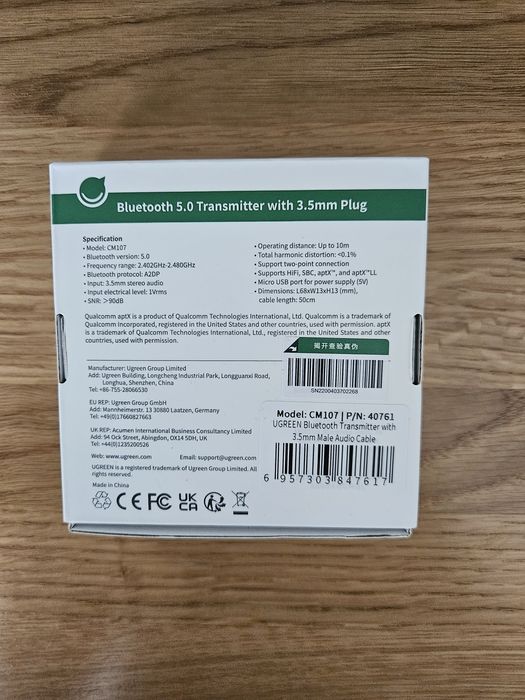 Bluetooth 5.0 Transmitter with 3.5mm Plug
Specification
• Model: CM107
• Bluetooth version: 5.0
• Frequency range: 2.402GHz-2.480GHz
• Bluetooth protocol: A2DP
• Input: 3.5mm stereo audio
• Input electrical level: 1Vrms
• SNR: ≥90dB
• Operating distance: Up to 10m
• Total harmonic distortion: <0.1%
• Support two-point connection
• Supports HiFi, SBC, aptX™, and aptX™LL
• Micro USB port for power supply (5V)
• Dimensions: L68xW13xH13 (mm),
cable length: 50cm
Qualcomm aptX is a product of Qualcomm Technologies International, Ltd. Qualcomm is a trademark of
Qualcomm Incorporated, registered in the United States and other countries, used with permission. aptX
is a trademark of Qualcomm Technologies International, Ltd., registered in the United States and other
countries, used with permission.
揭开查验真伪
SN2200403702268
Manufacturer: Ugreen Group Limited
Add: Ugreen Building, Longcheng Industrial Park, Longguanxi Road,
Longhua, Shenzhen, China
Tel: +86-755-28066530
EU REP: Ugreen Group GmbH
Add: Mannheimerstr. 13 30880 Laatzen, Germany
Tel: +49(0)17660827663
UK REP: Acumen International Business Consultancy Limited
Add: 94 Ock Street, Abingdon, OX14 5DH, UK
Tel: +44(0)1235200526
Web: www.ugreen.com Email: support@ugreen.com
UGREEN is a registered trademark of Ugreen Group Limited. All
rights reserved.
Made in China
CE FC UK CA
Model: CM107 | P/N: 40761
UGREEN Bluetooth Transmitter with
3.5mm Male Audio Cable
6 957303 847617